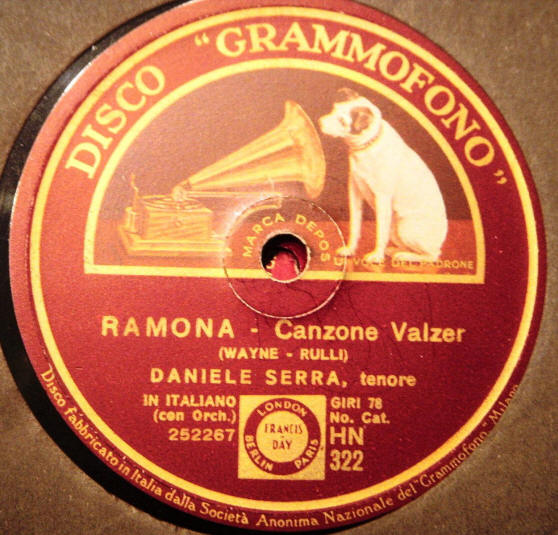 DISCO "GRAMMOFONO"
MARCA DEPOS
LA VOCE DEL PADRONE
RAMONA - Canzone Valzer
(WAYNE - RULLI)
DANIELE SERRA, tenore
IN ITALIANO
(con Orch.)
252267
LONDON
FRANCIS
DAY
BERLIN PARIS
GIRI 78
No. Cat.
HN
322
Disco fabbricato in Italia dalla Società Anonima Nazionale del "Grammofono" - Milano